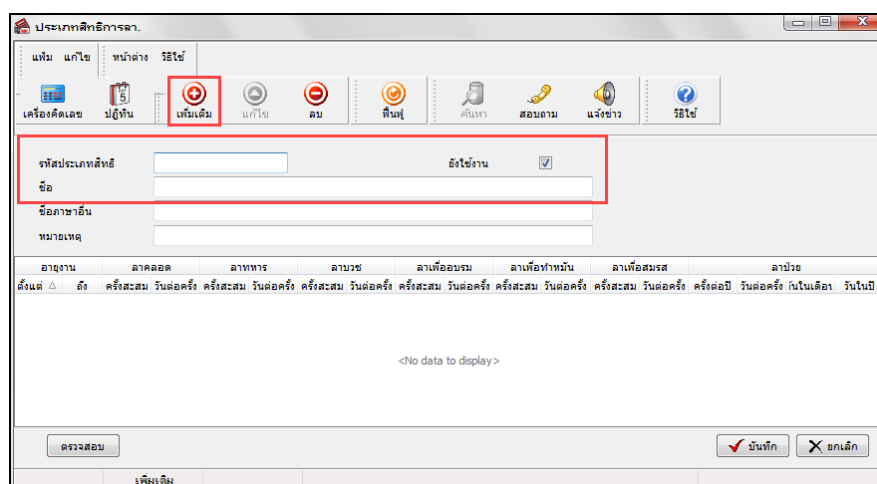 ประเภทสิทธิการลา.
แฟ้ม แก้ไข หน้าต่าง วิธีใช้
เครื่องคิดเลข ปฏิทิน เพิ่มเติม แก้ไข ลบ ฟื้นฟู ค้นหา สอบถาม แจ้งข่าว วิธีใช้
รหัสประเภทสิทธิ ยังใช้งาน
ชื่อ
ชื่อภาษาอื่น
หมายเหตุ
อายุงาน ลาคลอด ลาทหาร ลาบวช ลาเพื่ออบรม ลาเพื่อทำหมัน ลาเพื่อสมรส ลาป่วย
ตั้งแต่ ถึง ครั้งสะสม วันต่อครั้ง ครั้งสะสม วันต่อครั้ง ครั้งสะสม วันต่อครั้ง ครั้งสะสม วันต่อครั้ง ครั้งสะสม วันต่อครั้ง ครั้งสะสม วันต่อครั้ง ครั้งต่อปี วันต่อครั้ง วันในปี
<No data to display>
ตรวจสอบ บันทึก ยกเลิก
เพิ่มเติม